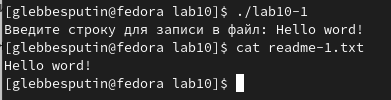 [glebbesputin@fedora lab10]$ ./lab10-1
Введите строку для записи в файл: Hello word!
[glebbesputin@fedora lab10]$ cat readme-1.txt
Hello word!
[glebbesputin@fedora lab10]$